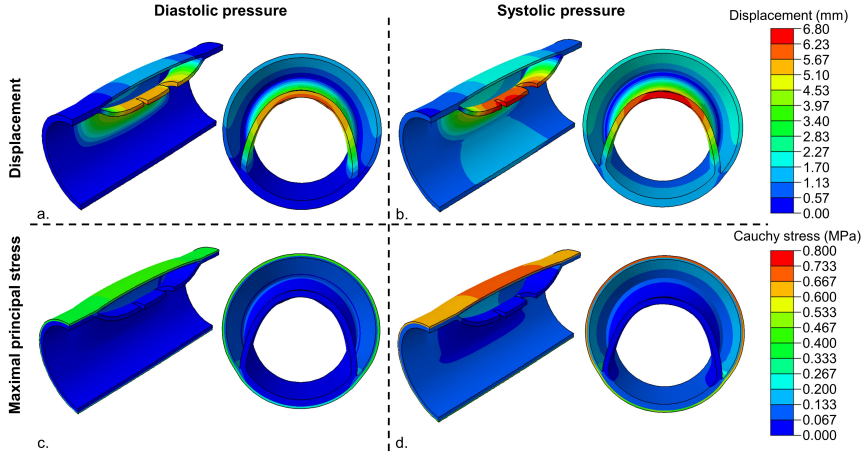 Diastolic pressure
Systolic pressure
Displacement (mm)
6.80
6.23
5.67
5.10
4.53
3.97
3.40
2.83
2.27
1.70
1.13
0.57
0.00
Displacement
a.
b.
Cauchy stress (MPa)
0.800
0.733
0.667
0.600
0.533
0.467
0.400
0.333
0.267
0.200
0.133
0.067
0.000
Maximal principal stress
c.
d.